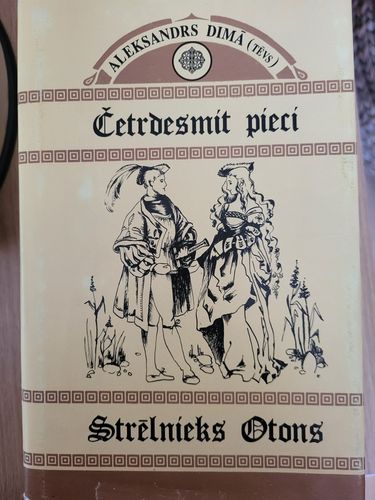 ALEKSANDRS DIMĀ (TĒVS)
Četrdesmit pieci
Strēlnieks Otons